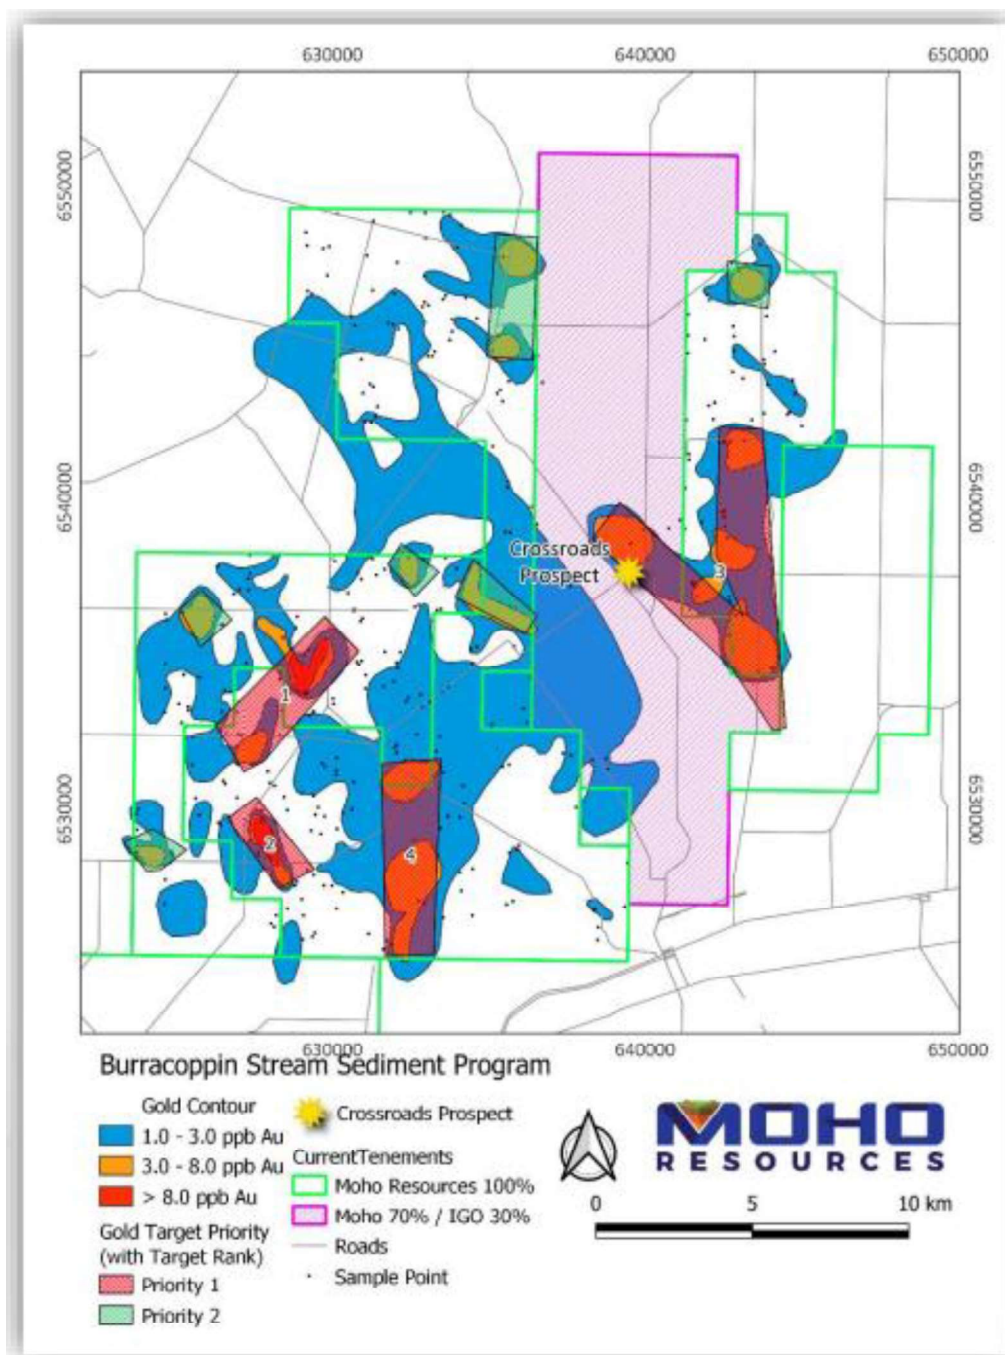 630000 640000 650000
6550000 6550000
6540000 6540000
Crossroads
Prospect
3
1
6530000 6530000
2 4
630000 640000 650000
Burracoppin Stream Sediment Program
Gold Contour
1.0 - 3.0 ppb Au
3.0 - 8.0 ppb Au
> 8.0 ppb Au
Gold Target Priority
(with Target Rank)
Priority 1
Priority 2
Crossroads Prospect
CurrentTenements
Moho Resources 100%
Moho 70% / IGO 30%
Roads
Sample Point
MOHO
RESOURCES
0 5 10 km